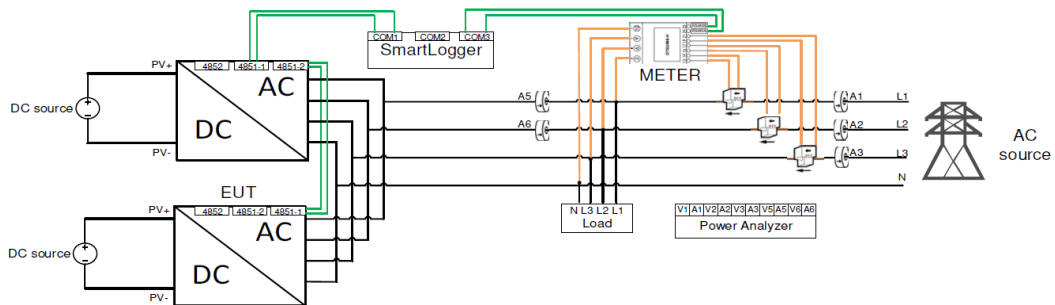 COM1 COM2 COM3
SmartLogger
METER
PV+
4852 4851-1 4851-2
AC
DC
DC source
PV-
A5
A1
L1
A6
A2
L2
A3
L3
N
AC
source
EUT
PV+
4852 4851-2 4851-1
AC
DC
DC source
PV-
N L3 L2 L1
Load
V1 A1 V2 A2 V3 A3 V5 A5 V6 A6
Power Analyzer